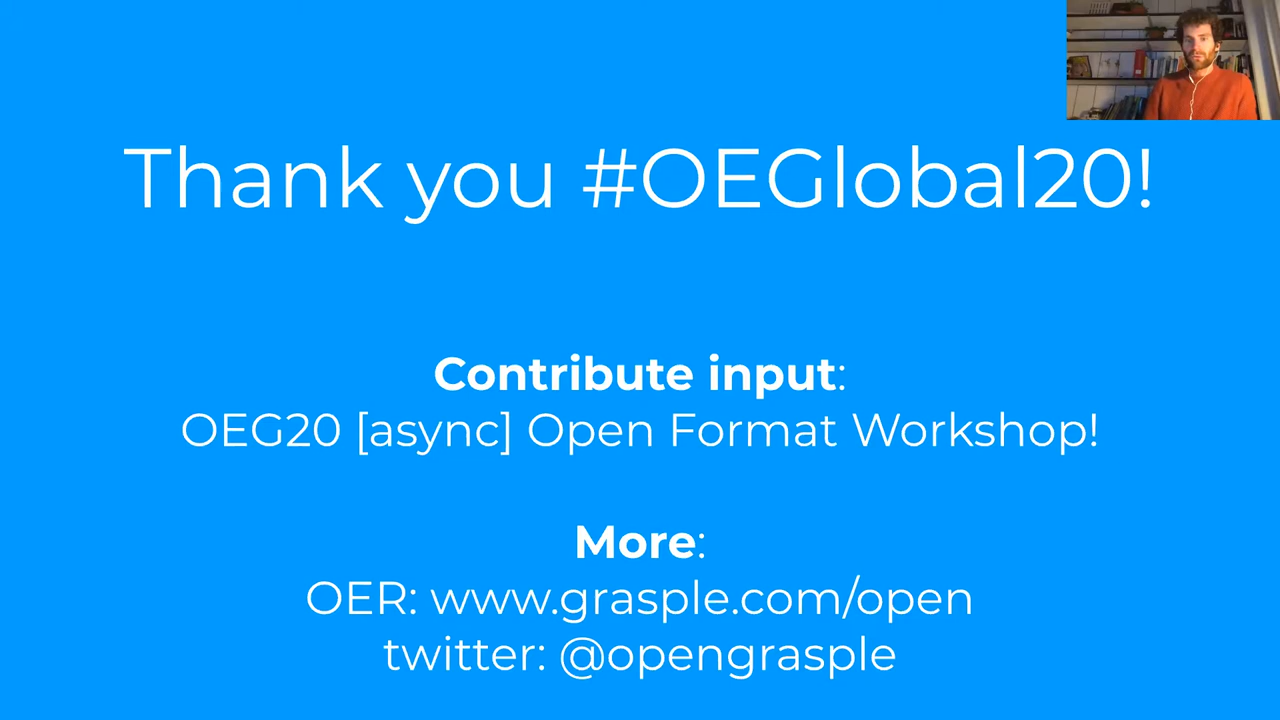 Thank you #OEGlobal20!
Contribute input:
OEG20 [async] Open Format Workshop!
More:
OER: www.grasple.com/open
twitter: @opengrasple